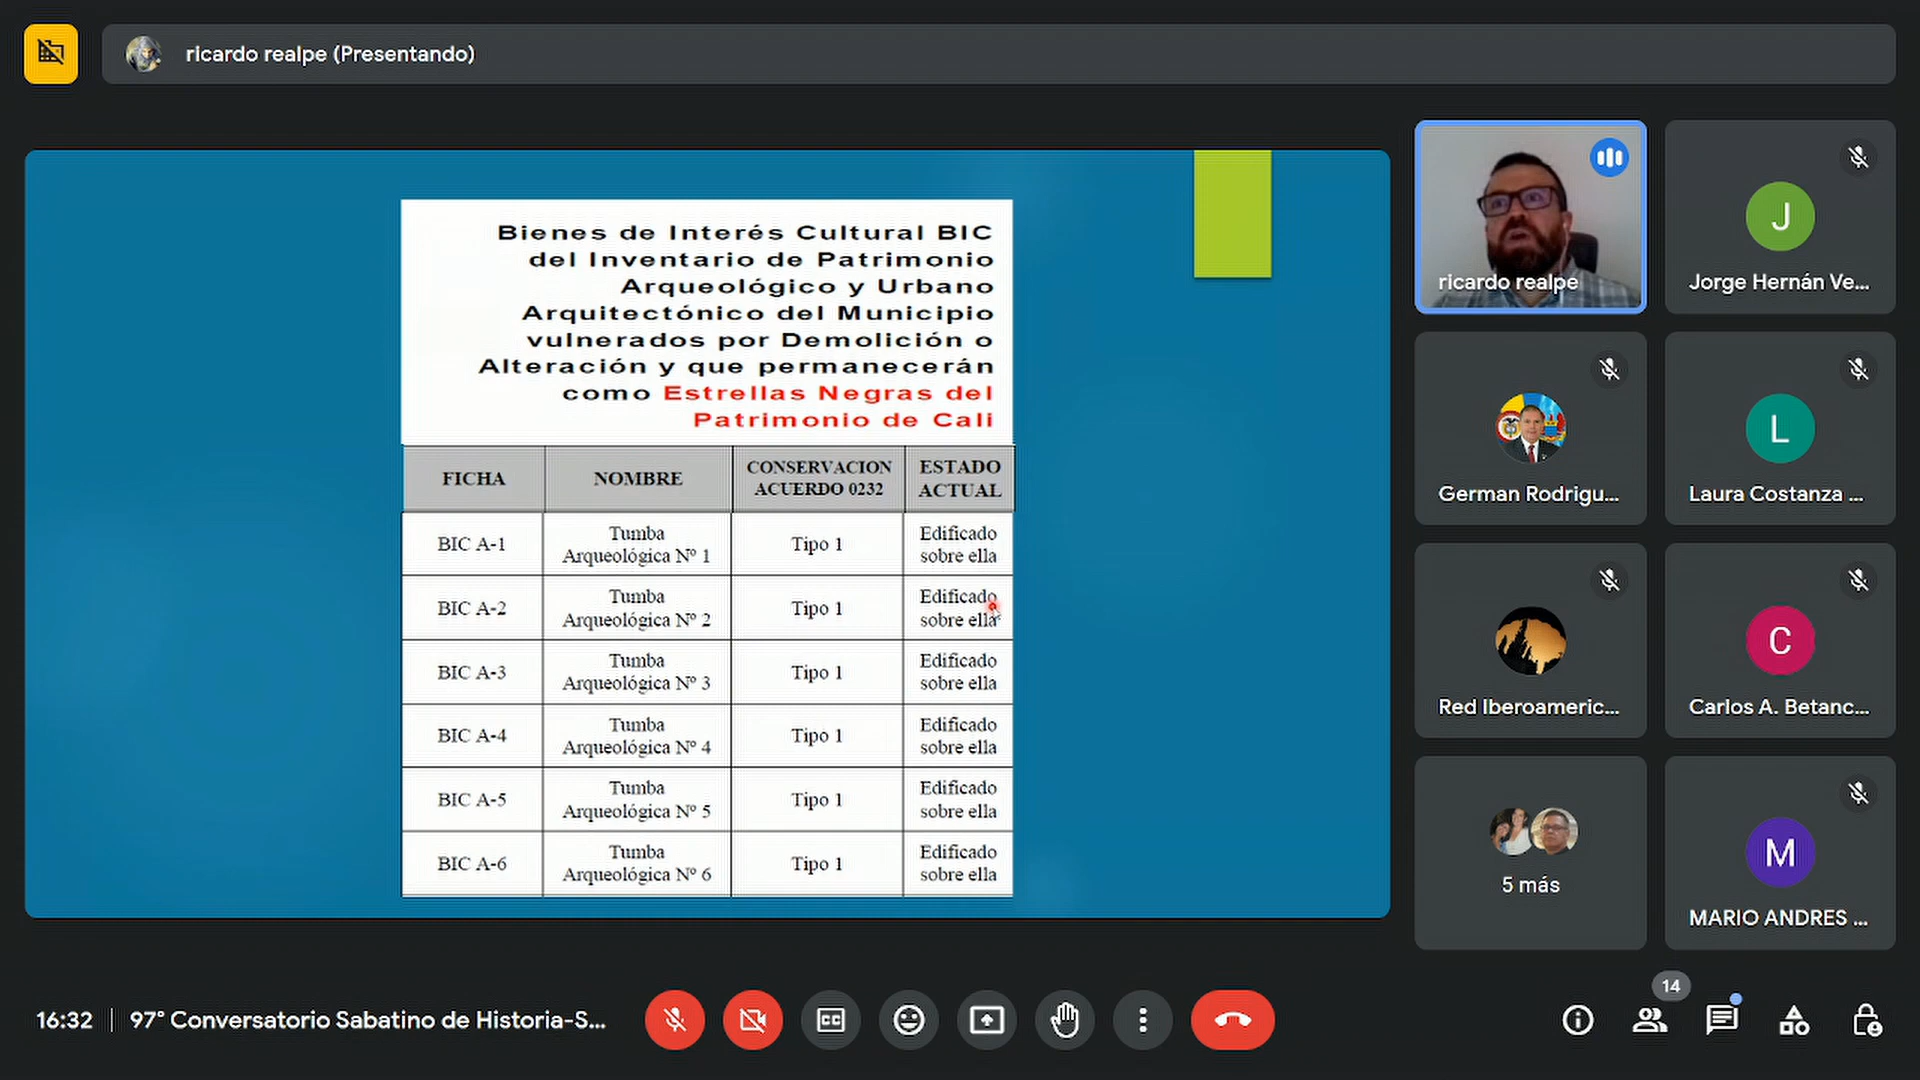 ricardo realpe (Presentando)
Bienes de Interés Cultural BIC
del Inventario de Patrimonio
Arqueológico y Urbano
Arquitectónico del Municipio
vulnerados por Demolición o
Alteración y que permanecerán
como Estrellas Negras del
Patrimonio de Cali
FICHA NOMBRE CONSERVACION ACUERDO 0232 ESTADO ACTUAL
BIC A-1 Tumba Arqueológica Nº 1 Tipo 1 Edificado sobre ella
BIC A-2 Tumba Arqueológica Nº 2 Tipo 1 Edificado sobre ella
BIC A-3 Tumba Arqueológica Nº 3 Tipo 1 Edificado sobre ella
BIC A-4 Tumba Arqueológica Nº 4 Tipo 1 Edificado sobre ella
BIC A-5 Tumba Arqueológica Nº 5 Tipo 1 Edificado sobre ella
BIC A-6 Tumba Arqueológica Nº 6 Tipo 1 Edificado sobre ella
ricardo realpe
J
Jorge Hernán Ve...
German Rodrigu...
L
Laura Costanza ...
Red Iberoameric...
C
Carlos A. Betanc...
5 más
M
MARIO ANDRES ...
16:32 | 97° Conversatorio Sabatino de Historia-S...
CC
14